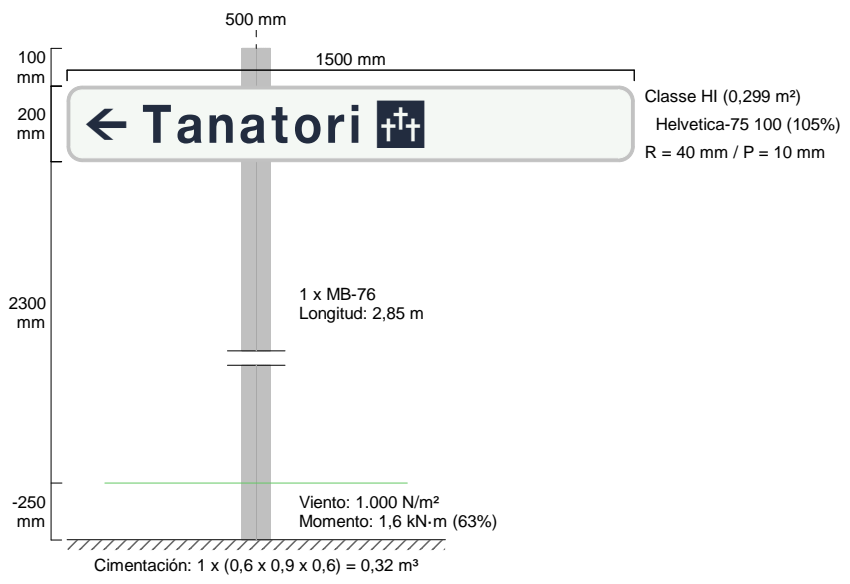 500 mm
100
mm
1500 mm
200
mm
Tanatori
Classe HI (0,299 m²)
Helvetica-75 100 (105%)
R = 40 mm / P = 10 mm
2300
mm
1 x MB-76
Longitud: 2,85 m
-250
mm
Viento: 1.000 N/m²
Momento: 1,6 kN·m (63%)
Cimentación: 1 x (0,6 x 0,9 x 0,6) = 0,32 m³